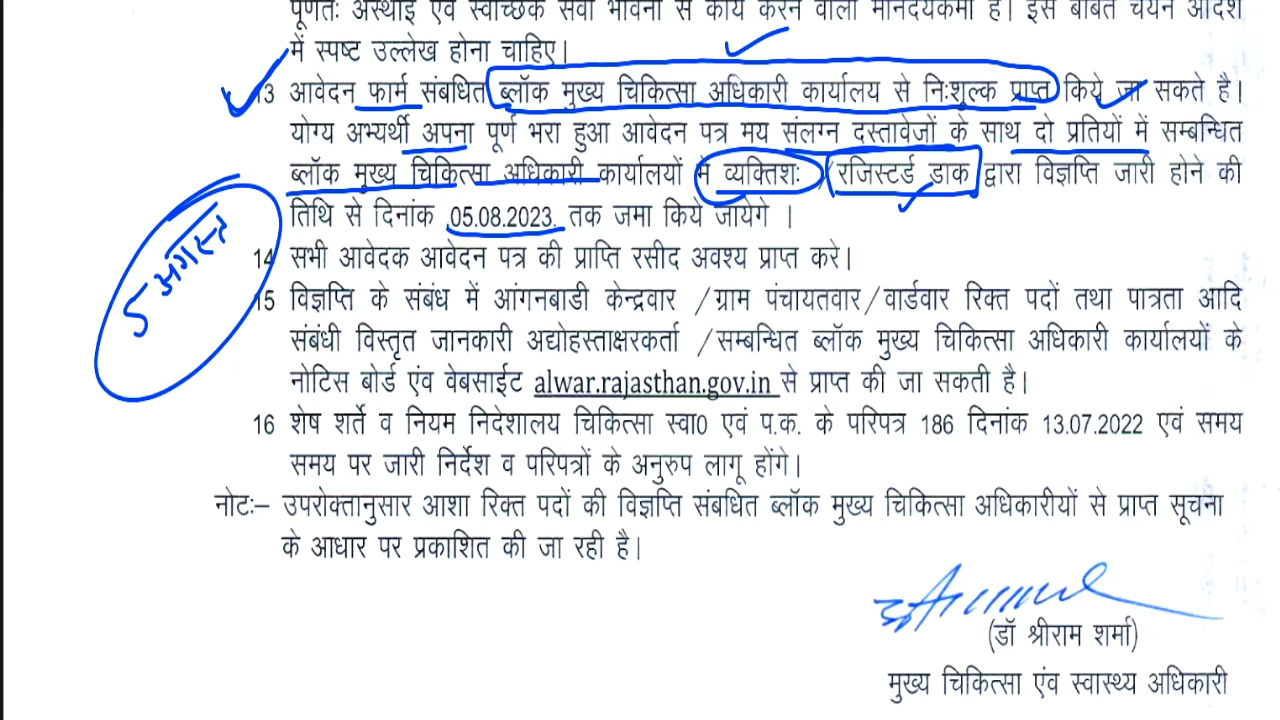 पूर्णतः अस्थाई एवं स्वैच्छिक सेवा भावना से कार्य करने वाली मानदेयकर्मी है। इस बाबत चयन आदेश
में स्पष्ट उल्लेख होना चाहिए।
13 आवेदन फार्म संबधित ब्लॉक मुख्य चिकित्सा अधिकारी कार्यालय से निःशुल्क प्राप्त किये जा सकते है।
योग्य अभ्यर्थी अपना पूर्ण भरा हुआ आवेदन पत्र मय संलग्न दस्तावेजों के साथ दो प्रतियों में सम्बन्धित
ब्लॉक मुख्य चिकित्सा अधिकारी कार्यालयों में व्यक्तिशः /रजिस्टर्ड डाक द्वारा विज्ञप्ति जारी होने की
तिथि से दिनांक 05.08.2023. तक जमा किये जायेगे ।
5 अगस्त
14 सभी आवेदक आवेदन पत्र की प्राप्ति रसीद अवश्य प्राप्त करे।
15 विज्ञप्ति के संबंध में आंगनबाडी केन्द्रवार /ग्राम पंचायतवार/वार्डवार रिक्त पदों तथा पात्रता आदि
संबंधी विस्तृत जानकारी अद्योहस्ताक्षरकर्ता /सम्बन्धित ब्लॉक मुख्य चिकित्सा अधिकारी कार्यालयों के
नोटिस बोर्ड एंव वेबसाईट alwar.rajasthan.gov.in से प्राप्त की जा सकती है।
16 शेष शर्ते व नियम निदेशालय चिकित्सा स्वा0 एवं प.क. के परिपत्र 186 दिनांक 13.07.2022 एवं समय
समय पर जारी निर्देश व परिपत्रों के अनुरुप लागू होंगे।
नोटः– उपरोक्तानुसार आशा रिक्त पदों की विज्ञप्ति संबधित ब्लॉक मुख्य चिकित्सा अधिकारीयों से प्राप्त सूचना
के आधार पर प्रकाशित की जा रही है।
(डॉ श्रीराम शर्मा)
मुख्य चिकित्सा एंव स्वास्थ्य अधिकारी